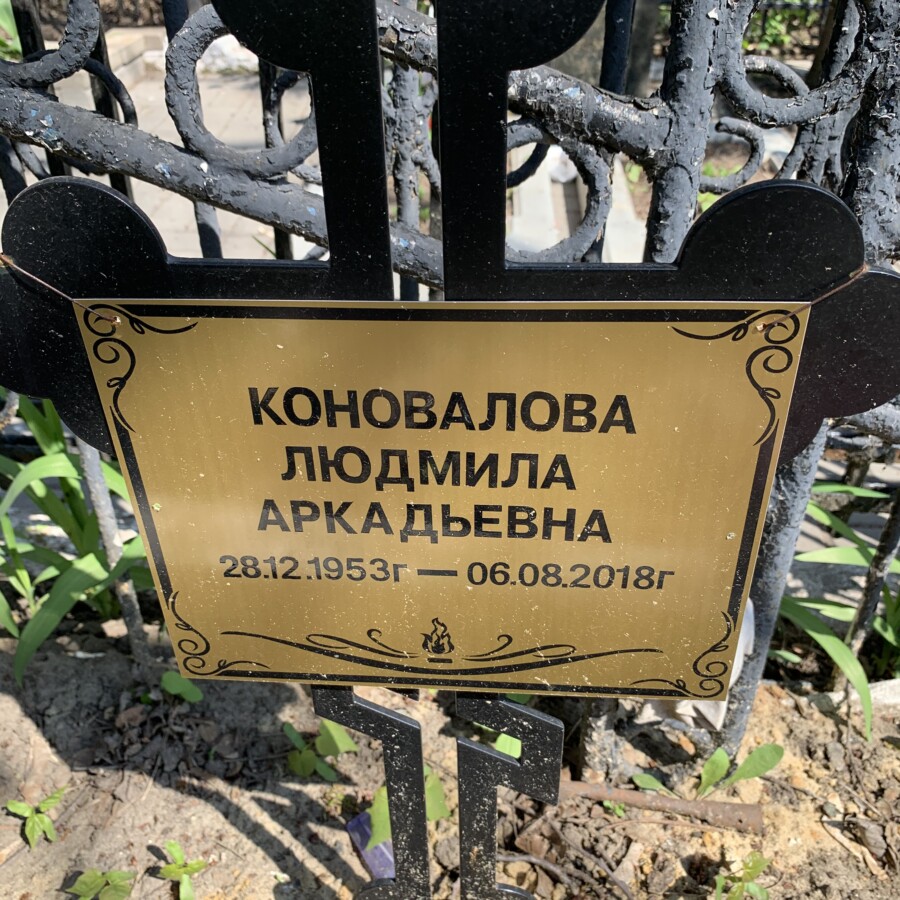 КОНОВАЛОВА
ЛЮДМИЛА
АРКАДЬЕВНА
28.12.1953г — 06.08.2018г